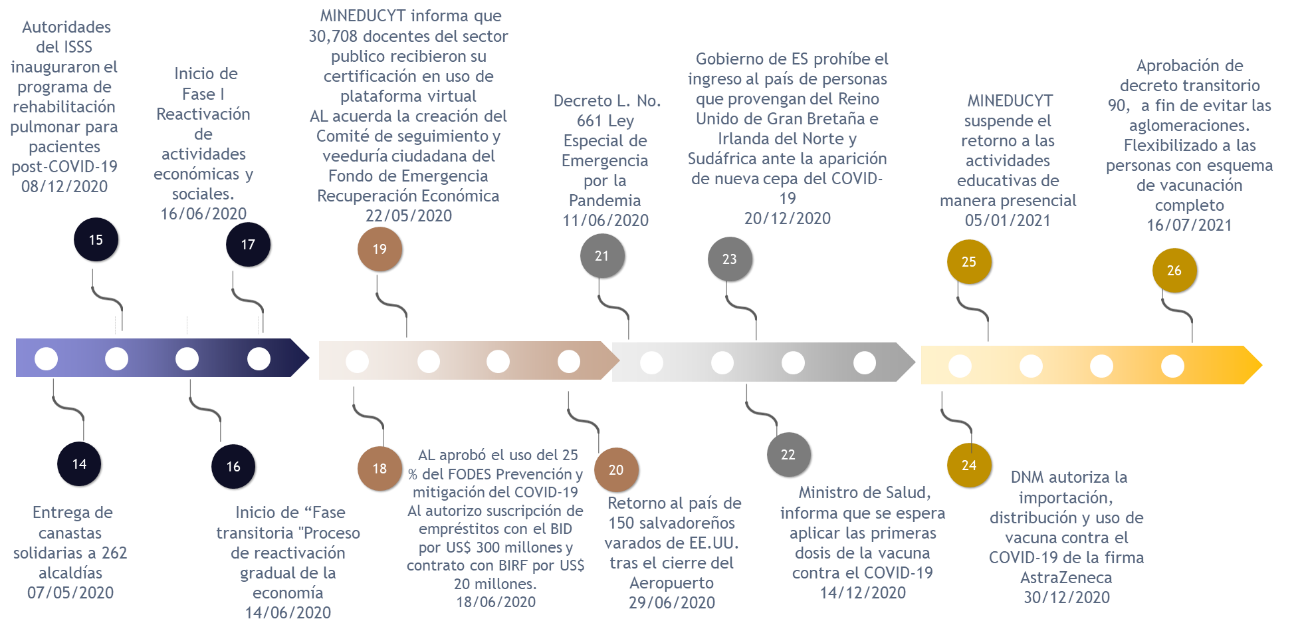 Autoridades
del ISSS
inauguraron el
programa de
rehabilitación
pulmonar para
pacientes
post-COVID-19
08/12/2020
15
Inicio de
Fase I
Reactivación
de
actividades
económicas y
sociales.
16/06/2020
17
MINEDUCYT informa que
30,708 docentes del sector
publico recibieron su
certificación en uso de
plataforma virtual
AL acuerda la creación del
Comité de seguimiento y
veeduría ciudadana del
Fondo de Emergencia
Recuperación Económica
22/05/2020
19
Decreto L. No.
661 Ley
Especial de
Emergencia
por la
Pandemia
11/06/2020
21
Gobierno de ES prohíbe el
ingreso al país de personas
que provengan del Reino
Unido de Gran Bretaña e
Irlanda del Norte y
Sudáfrica ante la aparición
de nueva cepa del COVID-
19
20/12/2020
23
MINEDUCYT
suspende el
retorno a las
actividades
educativas de
manera presencial
05/01/2021
25
Aprobación de
decreto transitorio
90, a fin de evitar las
aglomeraciones.
Flexibilizado a las
personas con esquema
de vacunación
completo
16/07/2021
26
14
Entrega de
canastas
solidarias a 262
alcaldías
07/05/2020
16
Inicio de “Fase
transitoria "Proceso
de reactivación
gradual de la
economía
14/06/2020
18
AL aprobó el uso del 25
% del FODES Prevención y
mitigación del COVID-19
Al autorizo suscripción de
empréstitos con el BID
por US$ 300 millones y
contrato con BIRF por US$
20 millones.
18/06/2020
20
Retorno al país de
150 salvadoreños
varados de EE.UU.
tras el cierre del
Aeropuerto
29/06/2020
22
Ministro de Salud,
informa que se espera
aplicar las primeras
dosis de la vacuna
contra el COVID-19
14/12/2020
24
DNM autoriza la
importación,
distribución y uso de
vacuna contra el
COVID-19 de la firma
AstraZeneca
30/12/2020